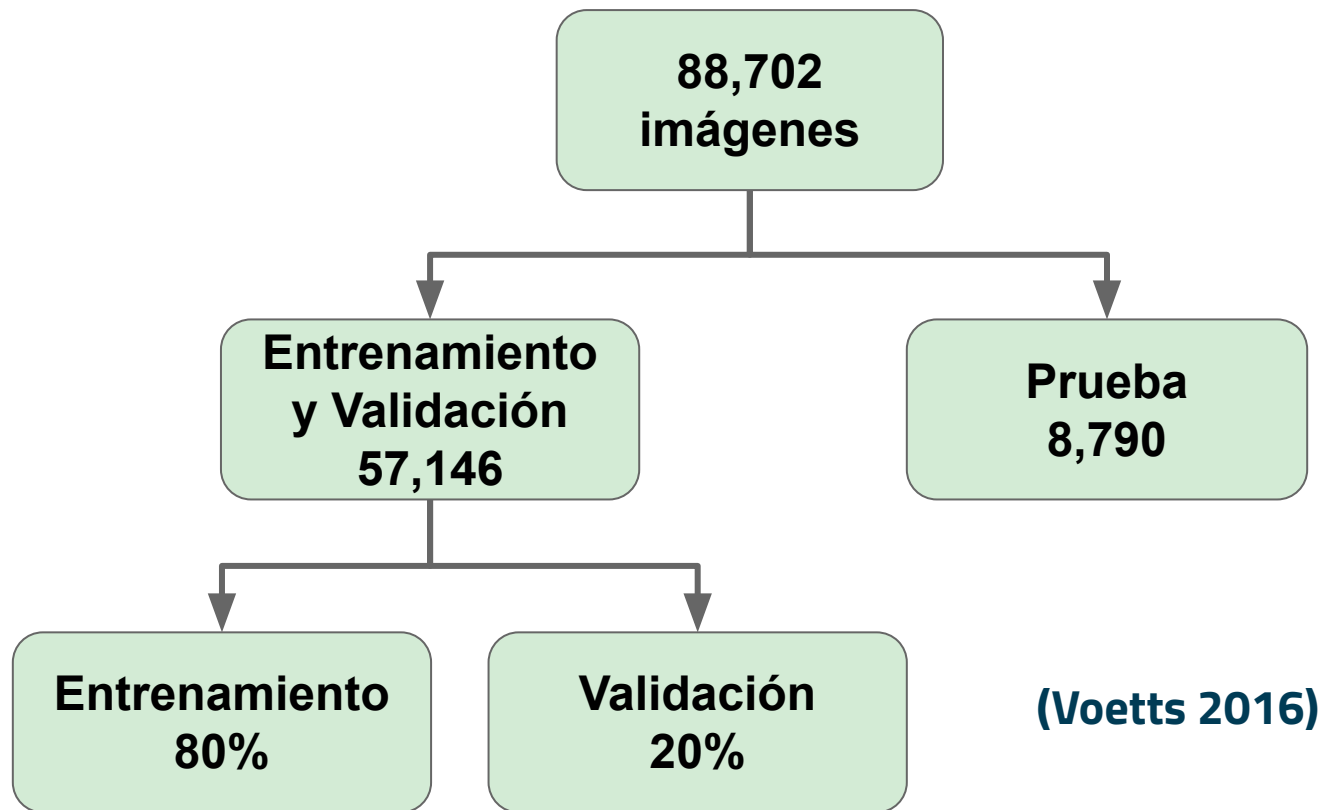 88,702
imágenes
Entrenamiento
y Validación
57,146
Prueba
8,790
Entrenamiento
80%
Validación
20%
(Voetts 2016)